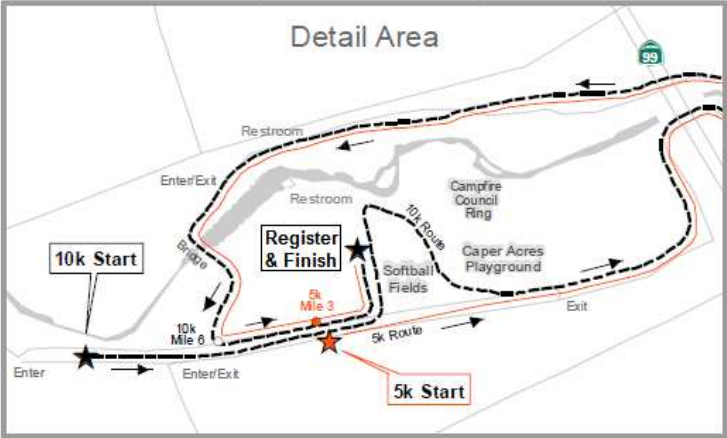 Detail Area
99
Restroom
Enter/Exit
Restroom
Campfire
Council
Ring
10k Route
Bridge
Register
& Finish
Caper Acres
Playground
10k Start
Softball
Fields
5k
Mile 3
Exit
10k
Mile 6
5k Route
Enter
Enter/Exit
5k Start